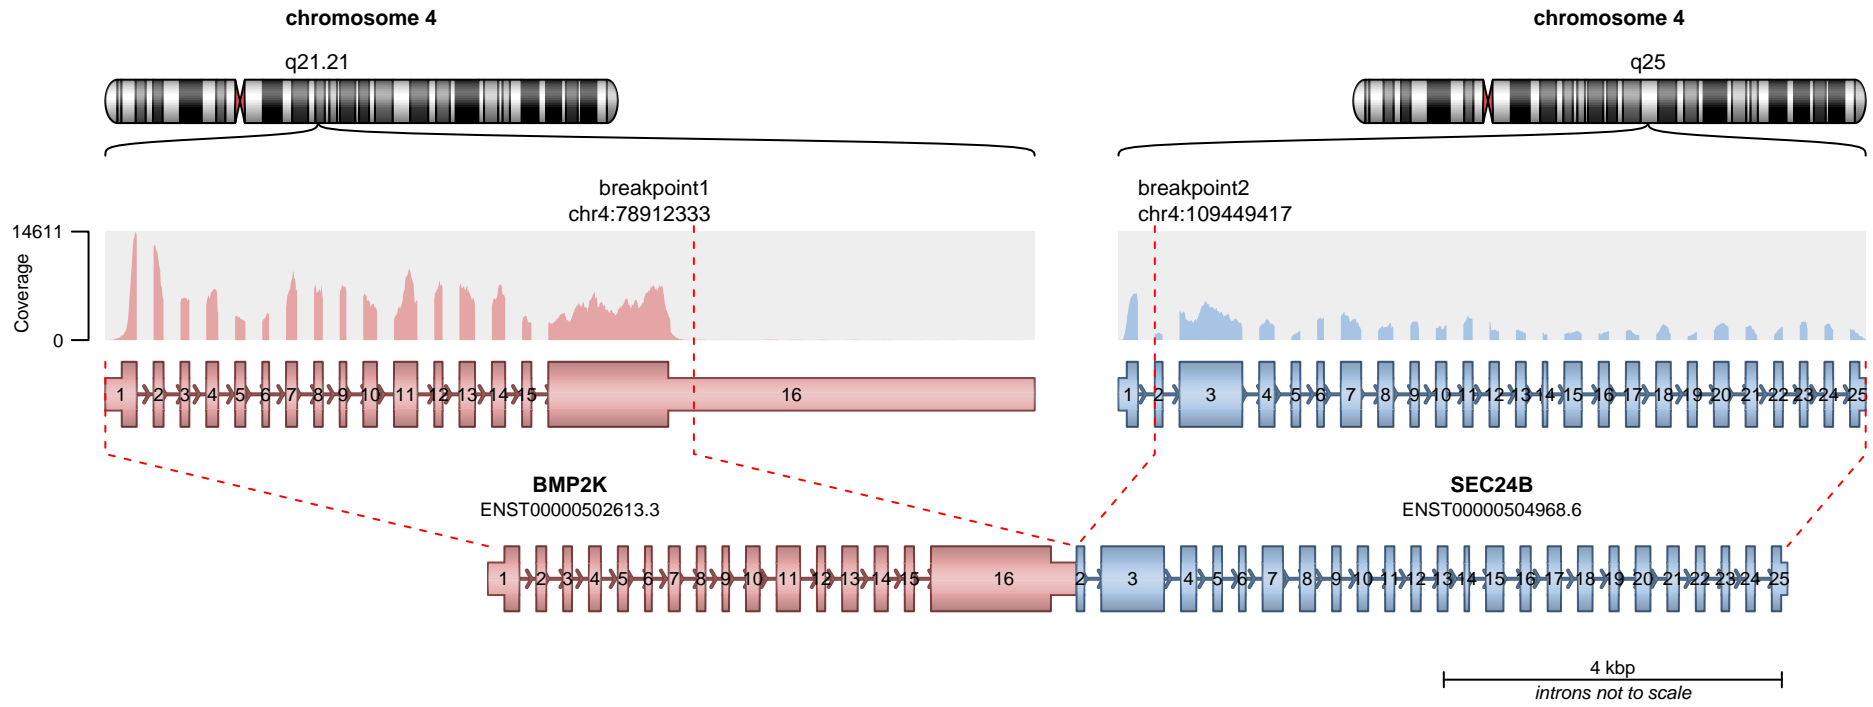 chromosome 4
chromosome 4
q21.21
q25
breakpoint1
chr4:78912333
breakpoint2
chr4:109449417
14611
Coverage
0
1 2 3 4 5 6 7 8 9 10 11 12 13 14 15 16
1 2 3 4 5 6 7 8 9 10 11 12 13 14 15 16 17 18 19 20 21 22 23 24 25
BMP2K
ENST00000502613.3
SEC24B
ENST00000504968.6
1 2 3 4 5 6 7 8 9 10 11 12 13 14 15 16 2 3 4 5 6 7 8 9 10 11 12 13 14 15 16 17 18 19 20 21 22 23 24 25
4 kbp
introns not to scale